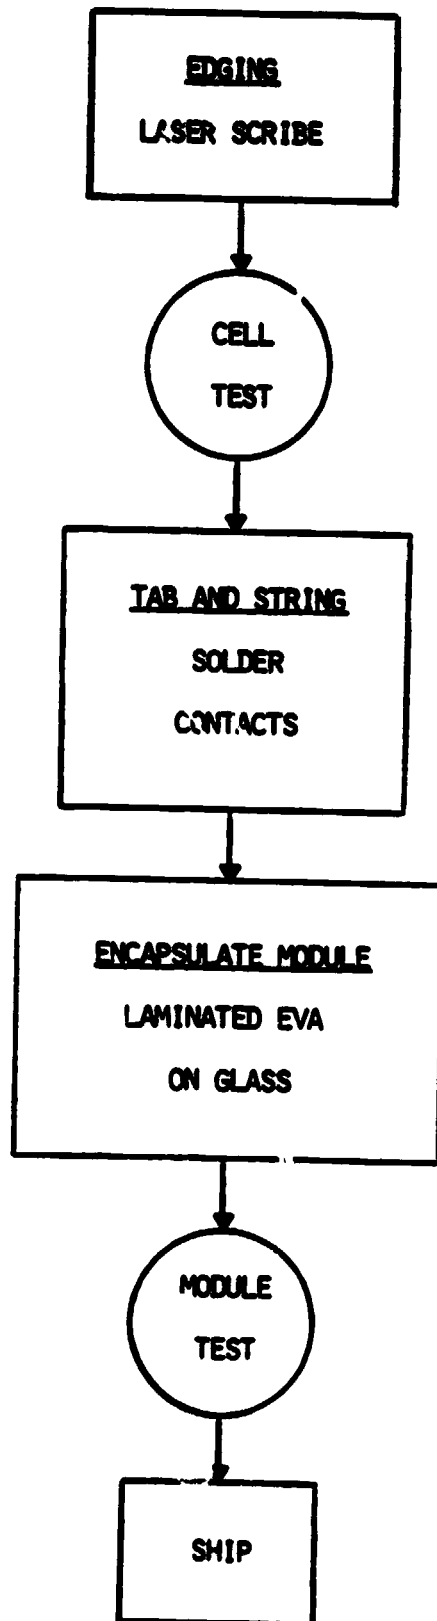 EDGING
LASER SCRIBE
CELL
TEST
TAB AND STRING
SOLDER
CONTACTS
ENCAPSULATE MODULE
LAMINATED EVA
ON GLASS
MODULE
TEST
SHIP